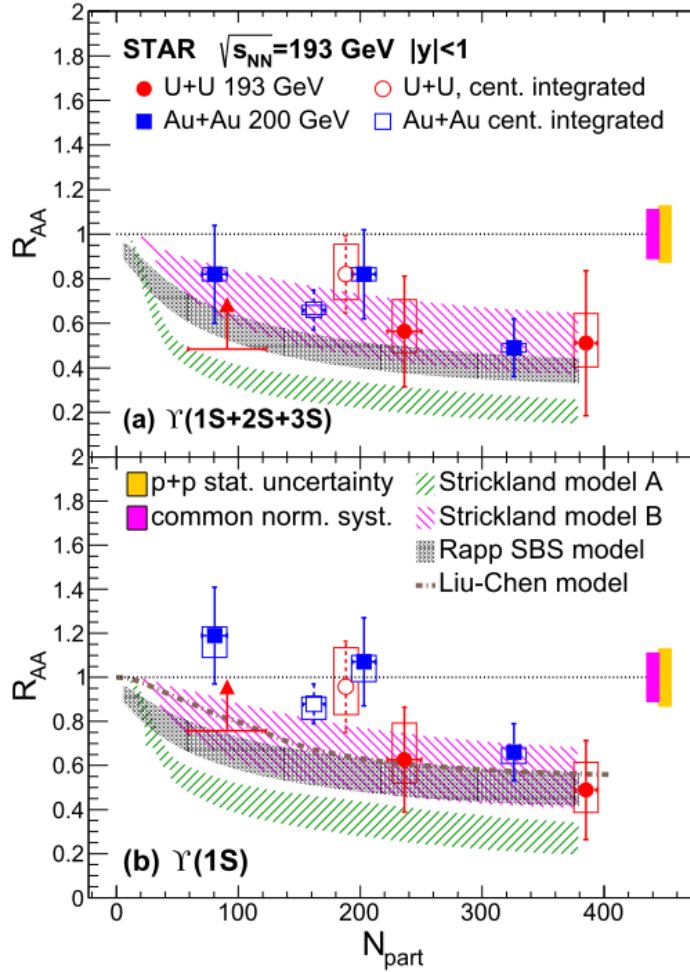 2
STAR √sNN=193 GeV |y|<1
1.8
U+U 193 GeV
U+U, cent. integrated
1.6
Au+Au 200 GeV
Au+Au cent. integrated
1.4
1.2
1
RAA
0.8
0.6
0.4
0.2
(a) ϒ(1S+2S+3S)
2
p+p stat. uncertainty
Strickland model A
1.8
common norm. syst.
Strickland model B
1.6
Rapp SBS model
1.4
Liu-Chen model
1.2
1
RAA
0.8
0.6
0.4
0.2
(b) ϒ(1S)
0
0 100 200 300 400
Npart